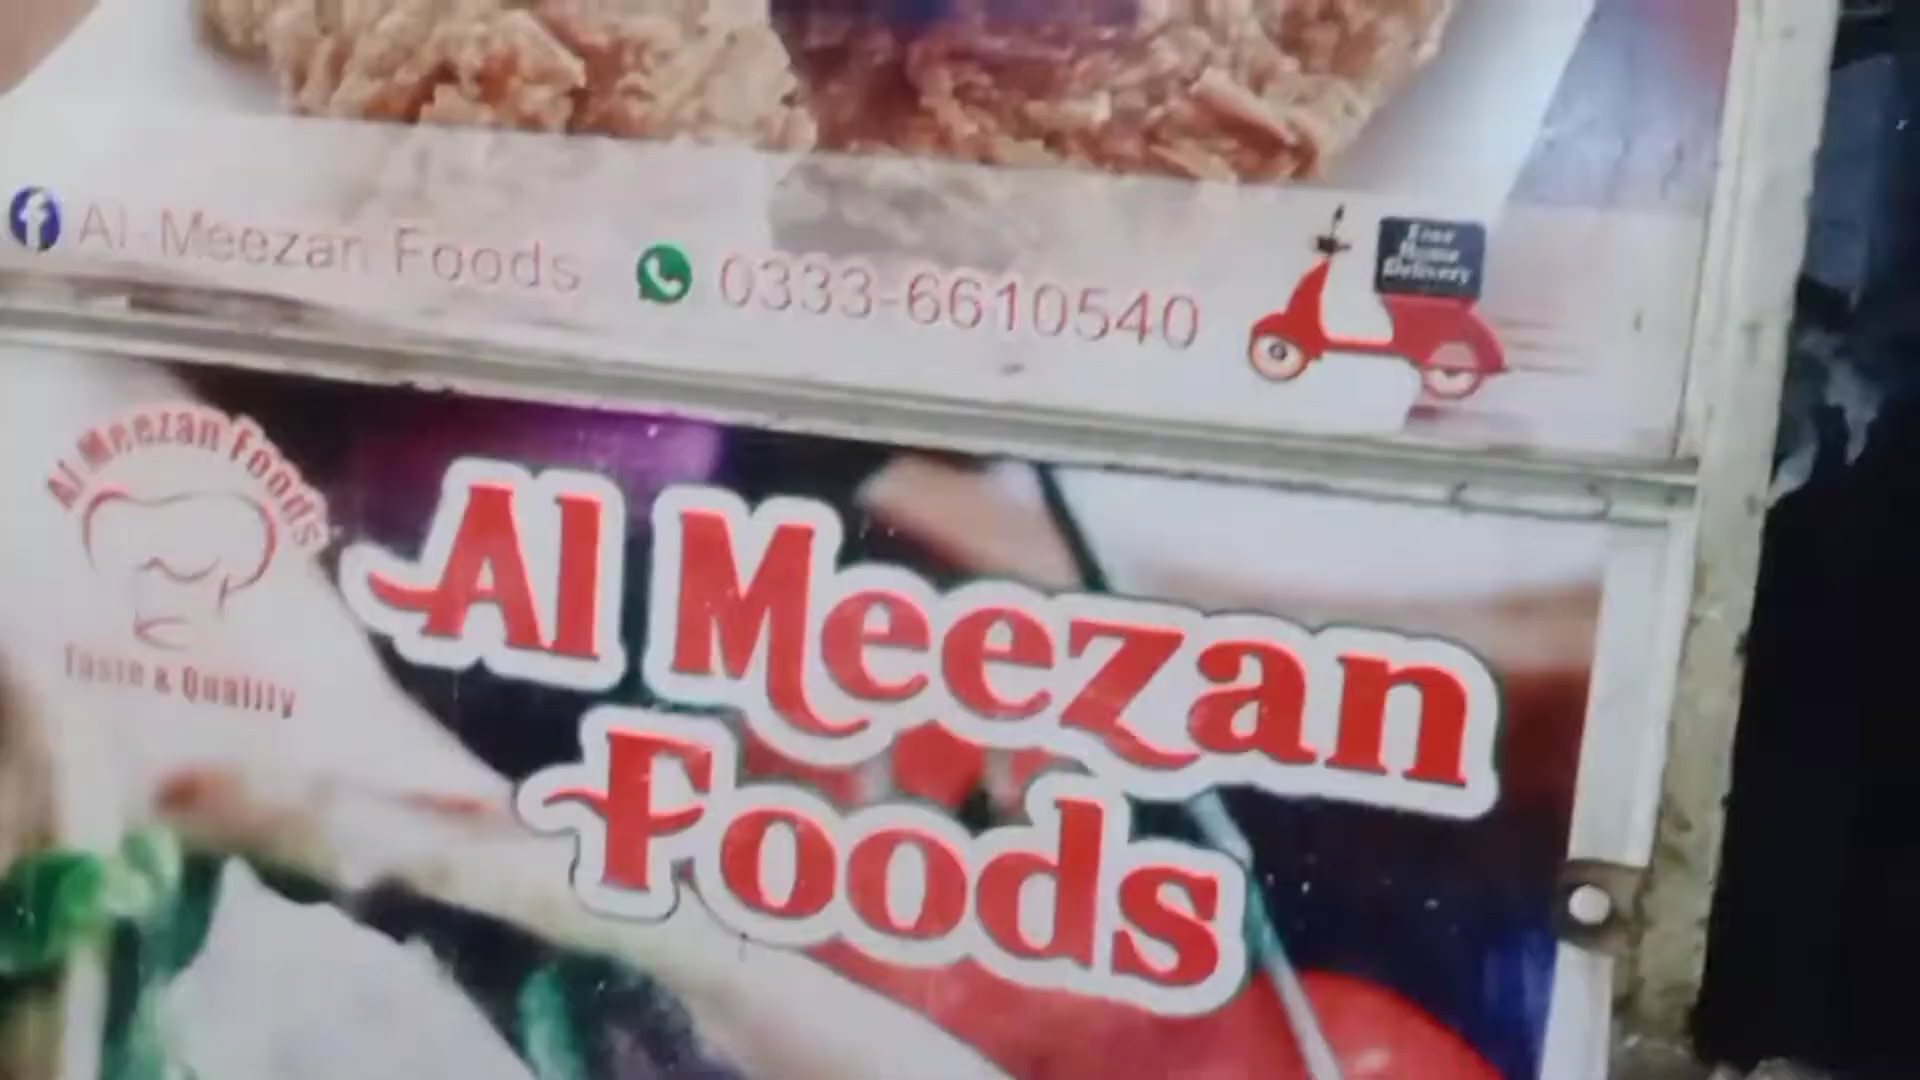 Al-Meezan Foods 0333-6610540
Free
Home
Delivery
Al Meezan Foods
Taste & Quality
Al Meezan
Foods